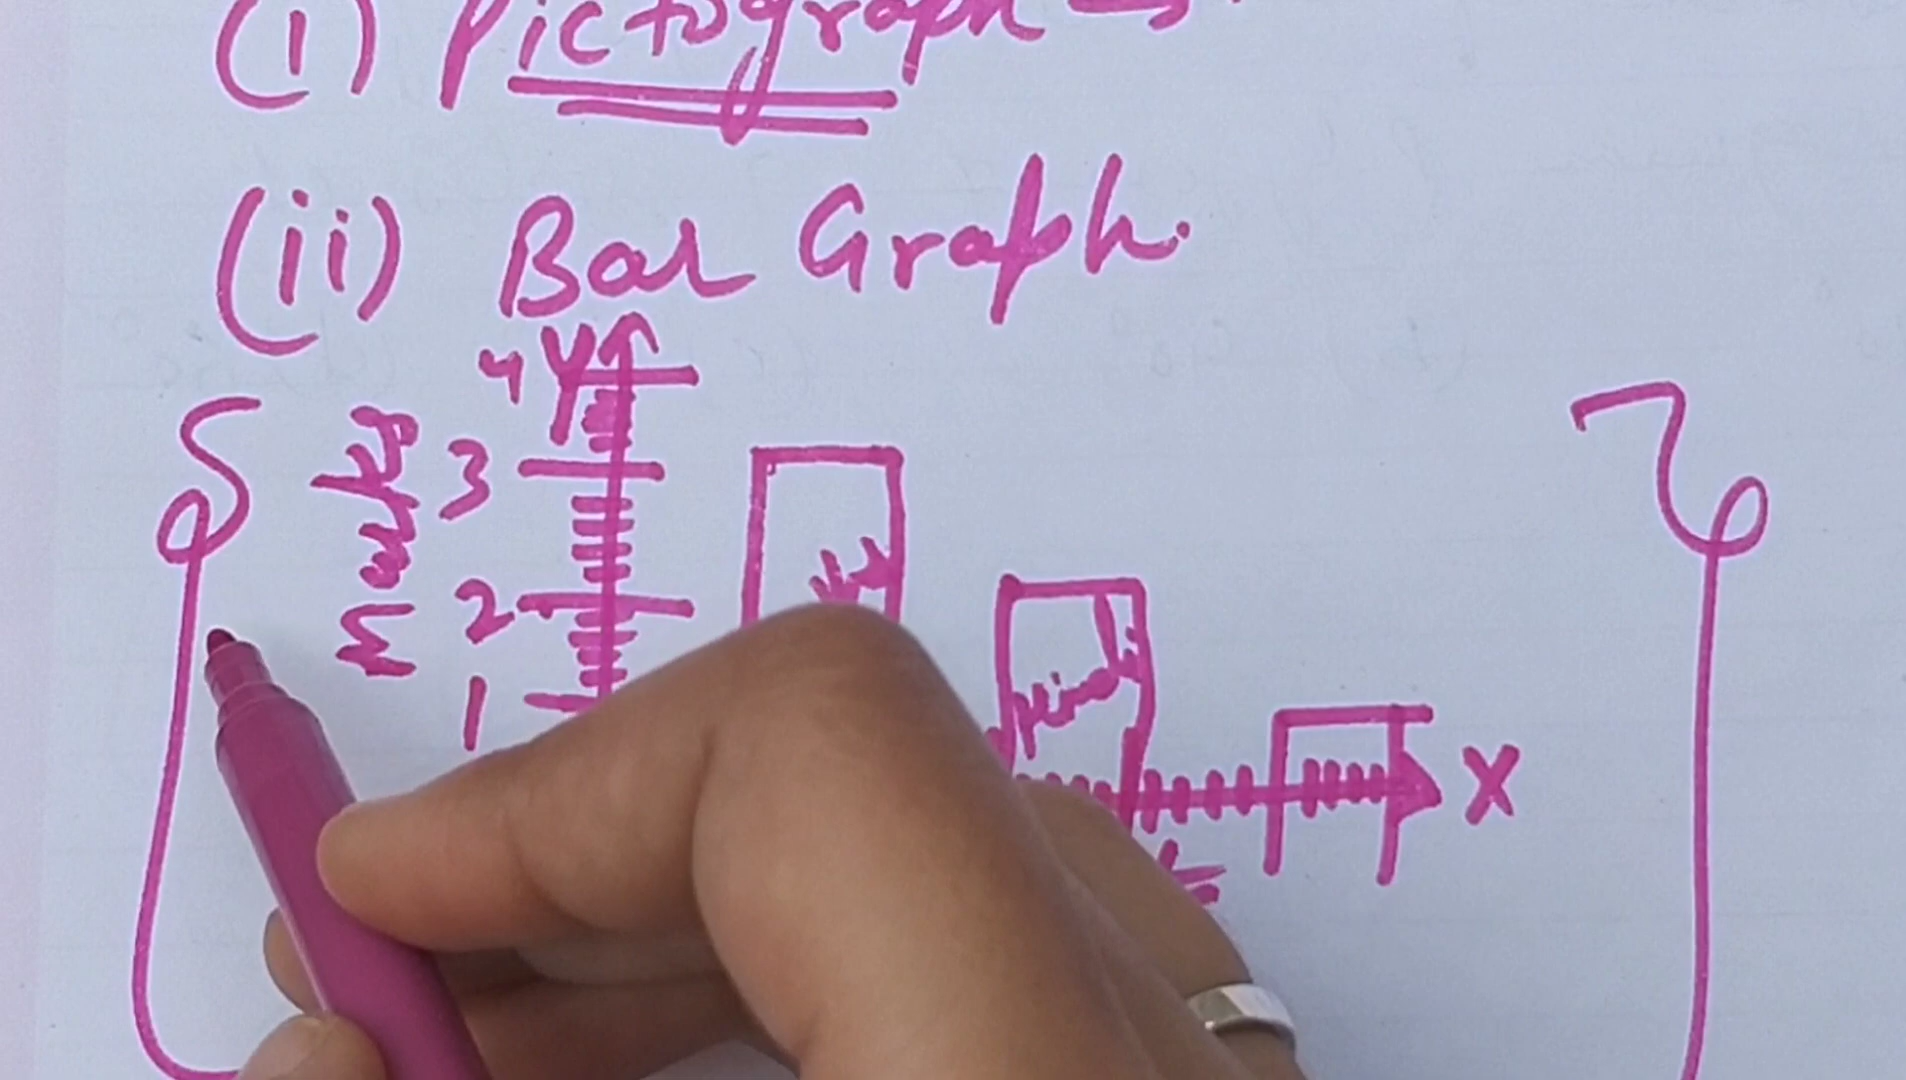 (i) Pictograph →
(ii) Bar Graph.
4 Y
Marks
3
2
1
X